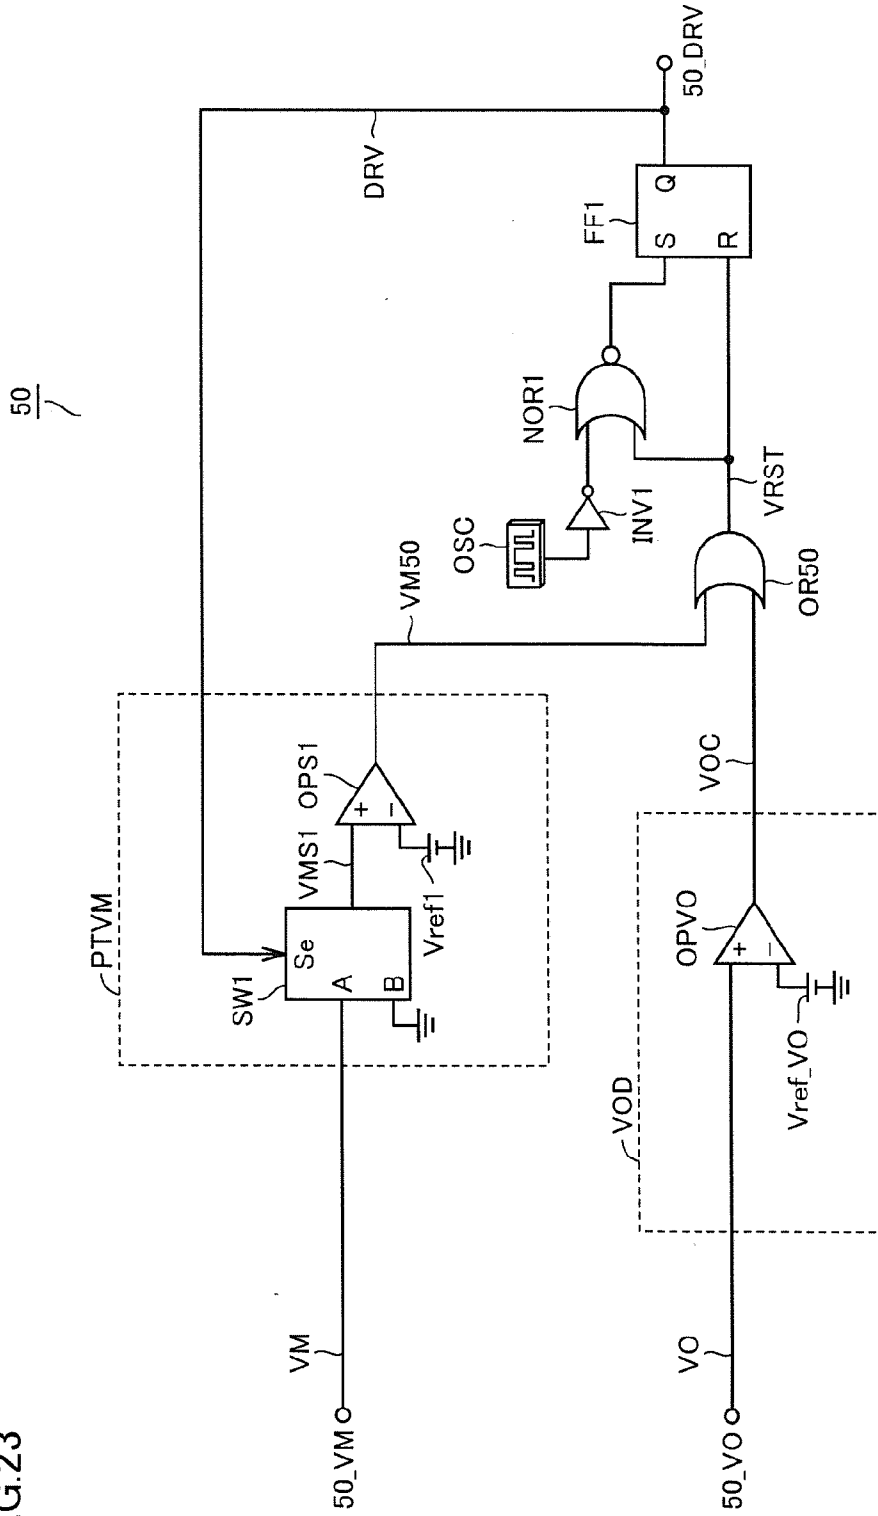 G.23
50
DRV
50_DRV
FF1
S
Q
R
NOR1
OSC
INV1
VRST
OR50
VM50
VOC
PTVM
SW1
Se
A
B
VMS1
OPS1
+
−
Vref1
VM
50_VM
VOD
OPVO
+
−
Vref_VO
VO
50_VO